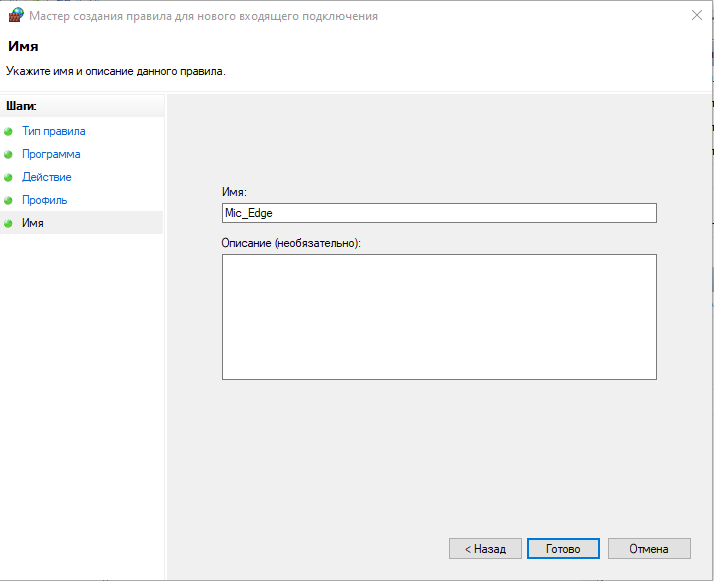 Мастер создания правила для нового входящего подключения
Имя
Укажите имя и описание данного правила.
Шаги:
Тип правила
Программа
Действие
Профиль
Имя
Имя:
Mic_Edge
Описание (необязательно):
< Назад
Готово
Отмена